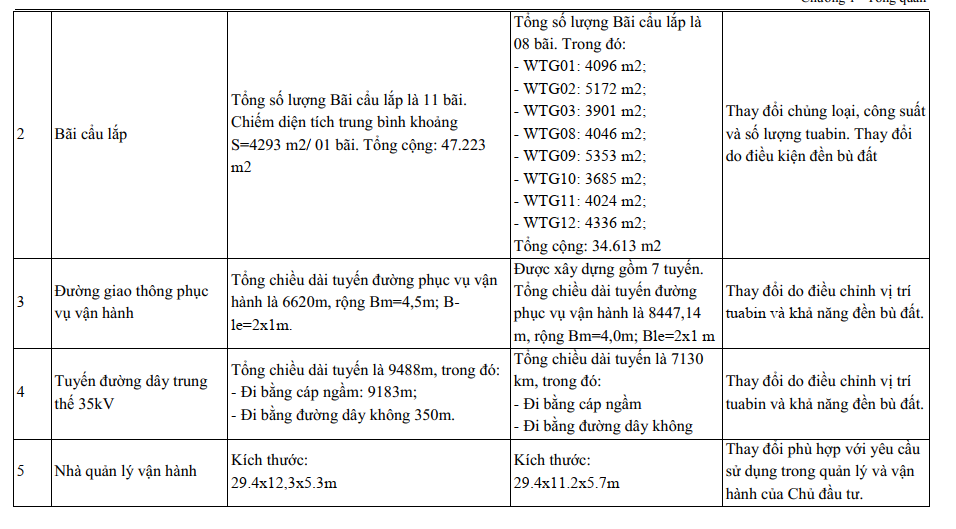 Chương 1 - Tổng quan
2
Bãi cẩu lắp
Tổng số lượng Bãi cẩu lắp là 11 bãi.
Chiếm diện tích trung bình khoảng
S=4293 m2/ 01 bãi. Tổng cộng: 47.223
m2
Tổng số lượng Bãi cẩu lắp là
08 bãi. Trong đó:
- WTG01: 4096 m2;
- WTG02: 5172 m2;
- WTG03: 3901 m2;
- WTG08: 4046 m2;
- WTG09: 5353 m2;
- WTG10: 3685 m2;
- WTG11: 4024 m2;
- WTG12: 4336 m2;
Tổng cộng: 34.613 m2
Thay đổi chủng loại, công suất
và số lượng tuabin. Thay đổi
do điều kiện đền bù đất
3
Đường giao thông phục
vụ vận hành
Tổng chiều dài tuyến đường phục vụ vận
hành là 6620m, rộng Bm=4,5m; B-
le=2x1m.
Được xây dựng gồm 7 tuyến.
Tổng chiều dài tuyến đường
phục vụ vận hành là 8447,14
m, rộng Bm=4,0m; Ble=2x1 m
Thay đổi do điều chỉnh vị trí
tuabin và khả năng đền bù đất.
4
Tuyến đường dây trung
thế 35kV
Tổng chiều dài tuyến là 9488m, trong đó:
- Đi bằng cáp ngầm: 9183m;
- Đi bằng đường dây không 350m.
Tổng chiều dài tuyến là 7130
km, trong đó:
- Đi bằng cáp ngầm
- Đi bằng đường dây không
Thay đổi do điều chỉnh vị trí
tuabin và khả năng đền bù đất.
5
Nhà quản lý vận hành
Kích thước:
29.4x12,3x5.3m
Kích thước:
29.4x11.2x5.7m
Thay đổi phù hợp với yêu cầu
sử dụng trong quản lý và vận
hành của Chủ đầu tư.